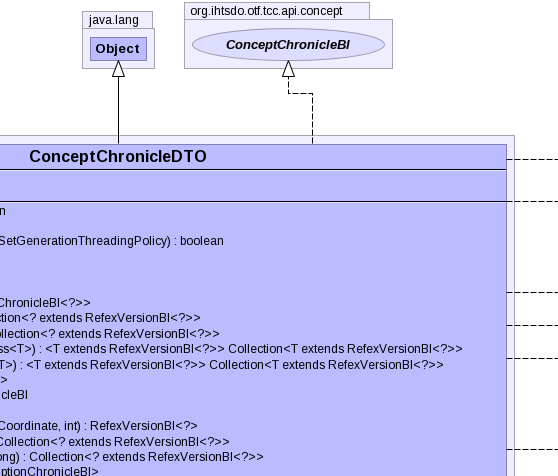 java.lang
Object
org.ihtsdo.otf.tcc.api.concept
ConceptChronicleBI
ConceptChronicleDTO
n
SetGenerationThreadingPolicy) : boolean
ChronicleBI<?>>
ction<? extends RefexVersionBI<?>>
ollection<? extends RefexVersionBI<?>>
ss<T>) : <T extends RefexVersionBI<?>> Collection<T extends RefexVersionBI<?>>
T>) : <T extends RefexVersionBI<?>> Collection<T extends RefexVersionBI<?>>
>
icleBI
Coordinate, int) : RefexVersionBI<?>
Collection<? extends RefexVersionBI<?>>
ong) : Collection<? extends RefexVersionBI<?>>
iptionChronicleBI>